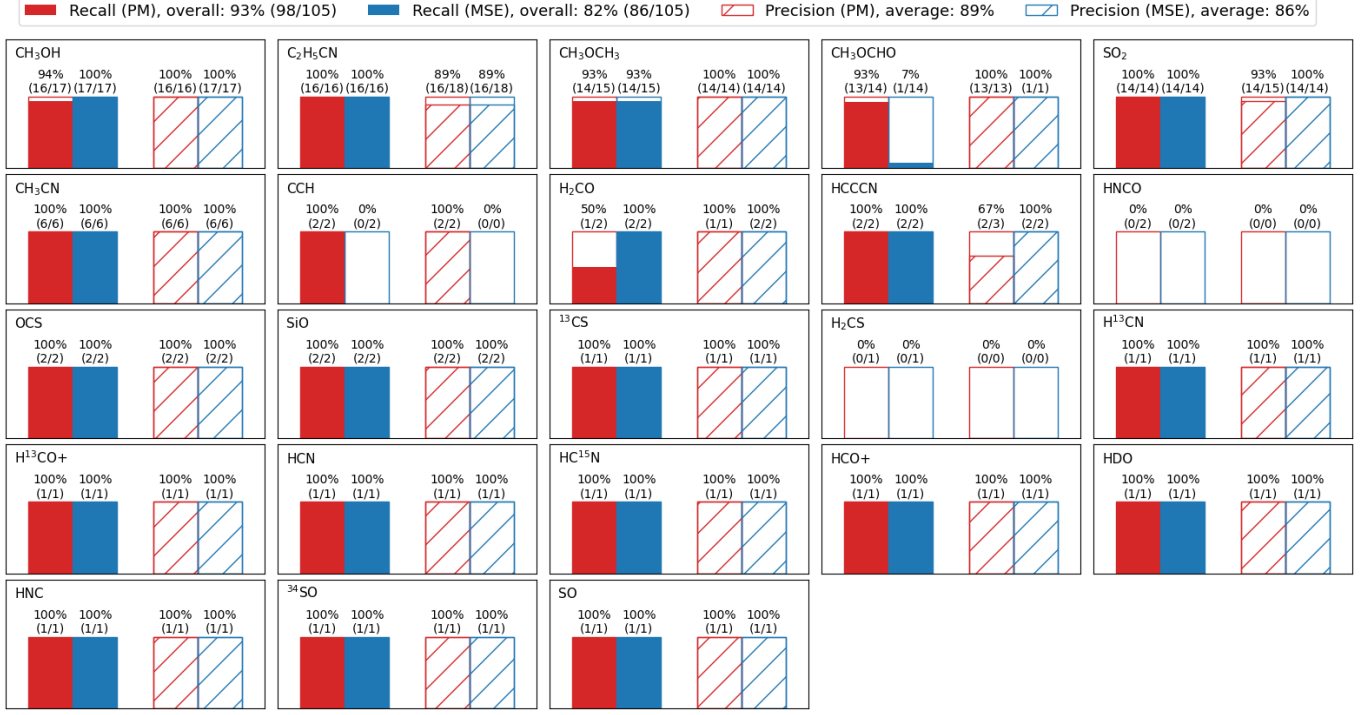 Recall (PM), overall: 93% (98/105) Recall (MSE), overall: 82% (86/105) Precision (PM), average: 89% Precision (MSE), average: 86%
CH₃OH
94% 100% 100% 100%
(16/17)(17/17) (16/16)(17/17)
C₂H₅CN
100% 100% 89% 89%
(16/16)(16/16) (16/18)(16/18)
CH₃OCH₃
93% 93% 100% 100%
(14/15)(14/15) (14/14)(14/14)
CH₃OCHO
93% 7% 100% 100%
(13/14) (1/14) (13/13) (1/1)
SO₂
100% 100% 93% 100%
(14/14)(14/14) (14/15)(14/14)
CH₃CN
100% 100% 100% 100%
(6/6) (6/6) (6/6) (6/6)
CCH
100% 0% 100% 0%
(2/2) (0/2) (2/2) (0/0)
H₂CO
50% 100% 100% 100%
(1/2) (2/2) (1/1) (2/2)
HCCCN
100% 100% 67% 100%
(2/2) (2/2) (2/3) (2/2)
HNCO
0% 0% 0% 0%
(0/2) (0/2) (0/0) (0/0)
OCS
100% 100% 100% 100%
(2/2) (2/2) (2/2) (2/2)
SiO
100% 100% 100% 100%
(2/2) (2/2) (2/2) (2/2)
¹³CS
100% 100% 100% 100%
(1/1) (1/1) (1/1) (1/1)
H₂CS
0% 0% 0% 0%
(0/1) (0/1) (0/0) (0/0)
H¹³CN
100% 100% 100% 100%
(1/1) (1/1) (1/1) (1/1)
H¹³CO+
100% 100% 100% 100%
(1/1) (1/1) (1/1) (1/1)
HCN
100% 100% 100% 100%
(1/1) (1/1) (1/1) (1/1)
HC¹⁵N
100% 100% 100% 100%
(1/1) (1/1) (1/1) (1/1)
HCO+
100% 100% 100% 100%
(1/1) (1/1) (1/1) (1/1)
HDO
100% 100% 100% 100%
(1/1) (1/1) (1/1) (1/1)
HNC
100% 100% 100% 100%
(1/1) (1/1) (1/1) (1/1)
³⁴SO
100% 100% 100% 100%
(1/1) (1/1) (1/1) (1/1)
SO
100% 100% 100% 100%
(1/1) (1/1) (1/1) (1/1)